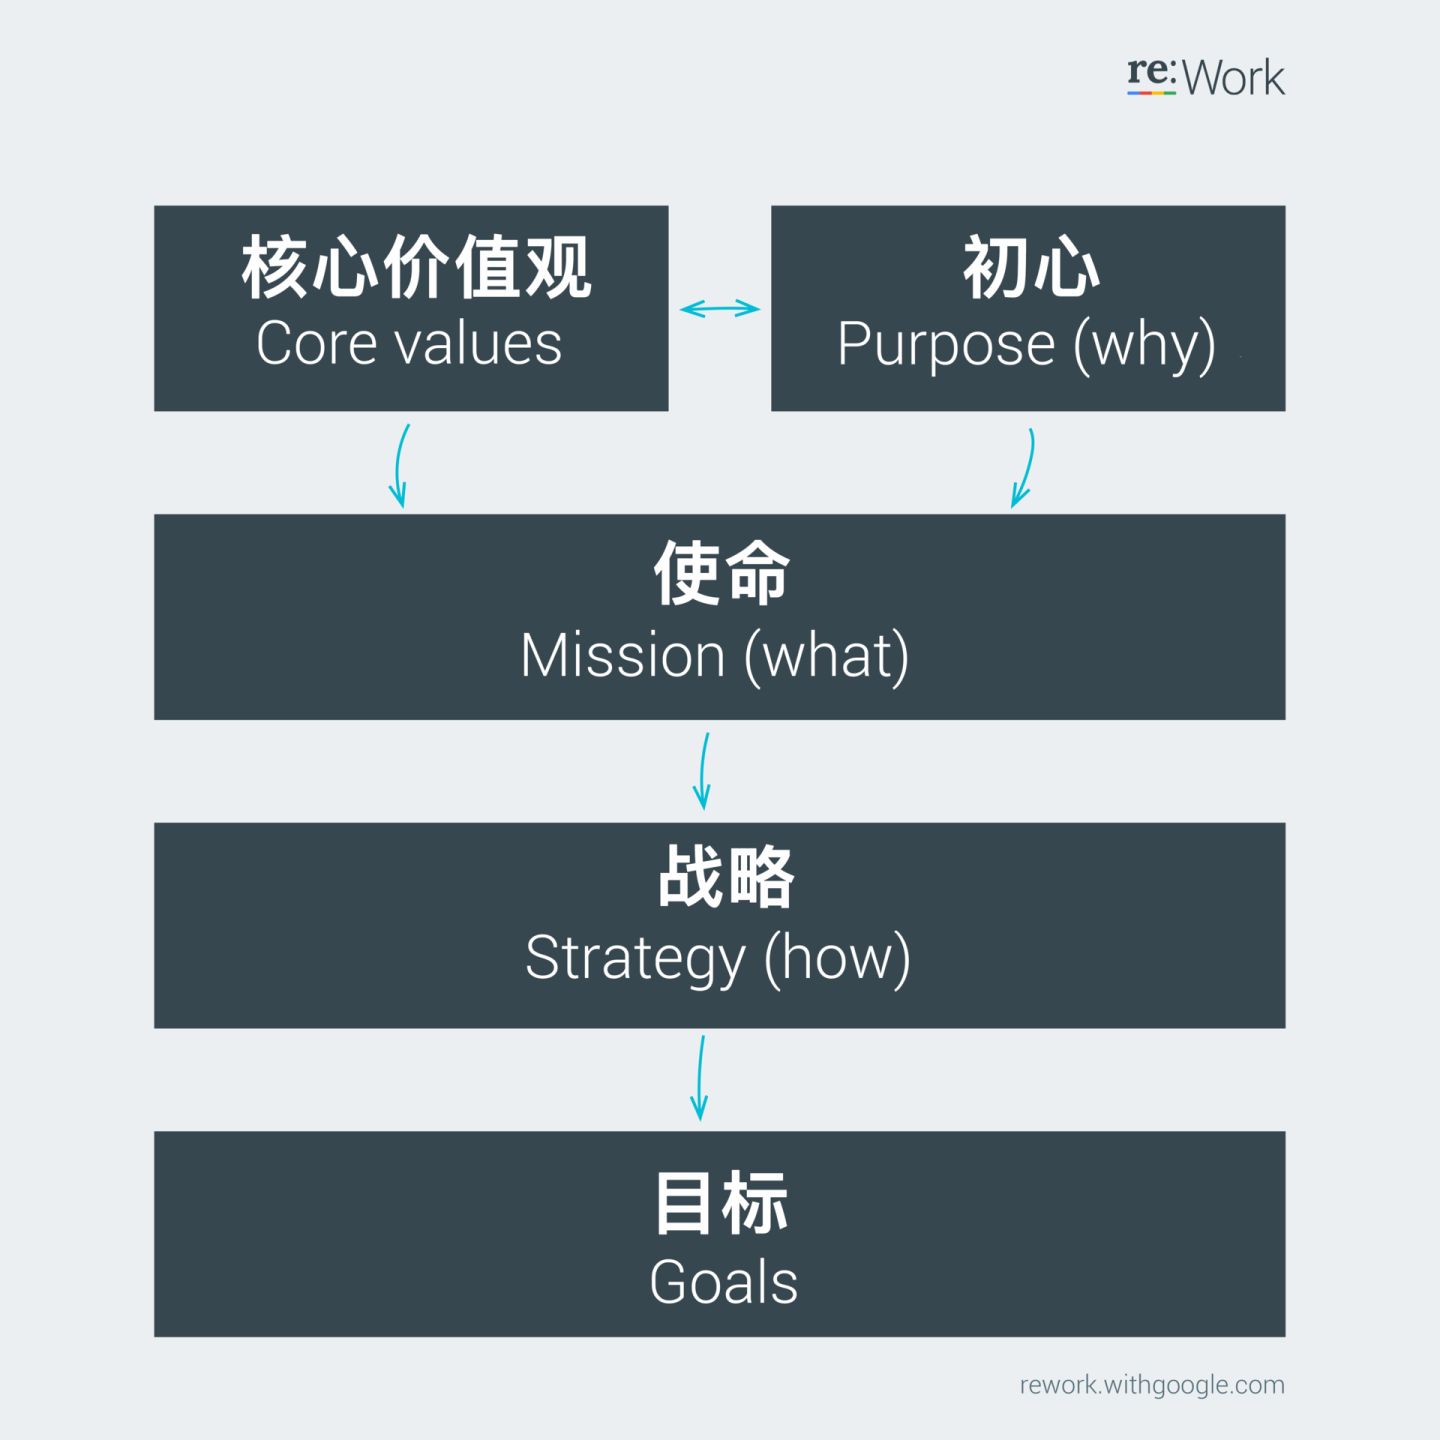 re:Work
核心价值观
Core values
初心
Purpose (why)
使命
Mission (what)
战略
Strategy (how)
目标
Goals
rework.withgoogle.com